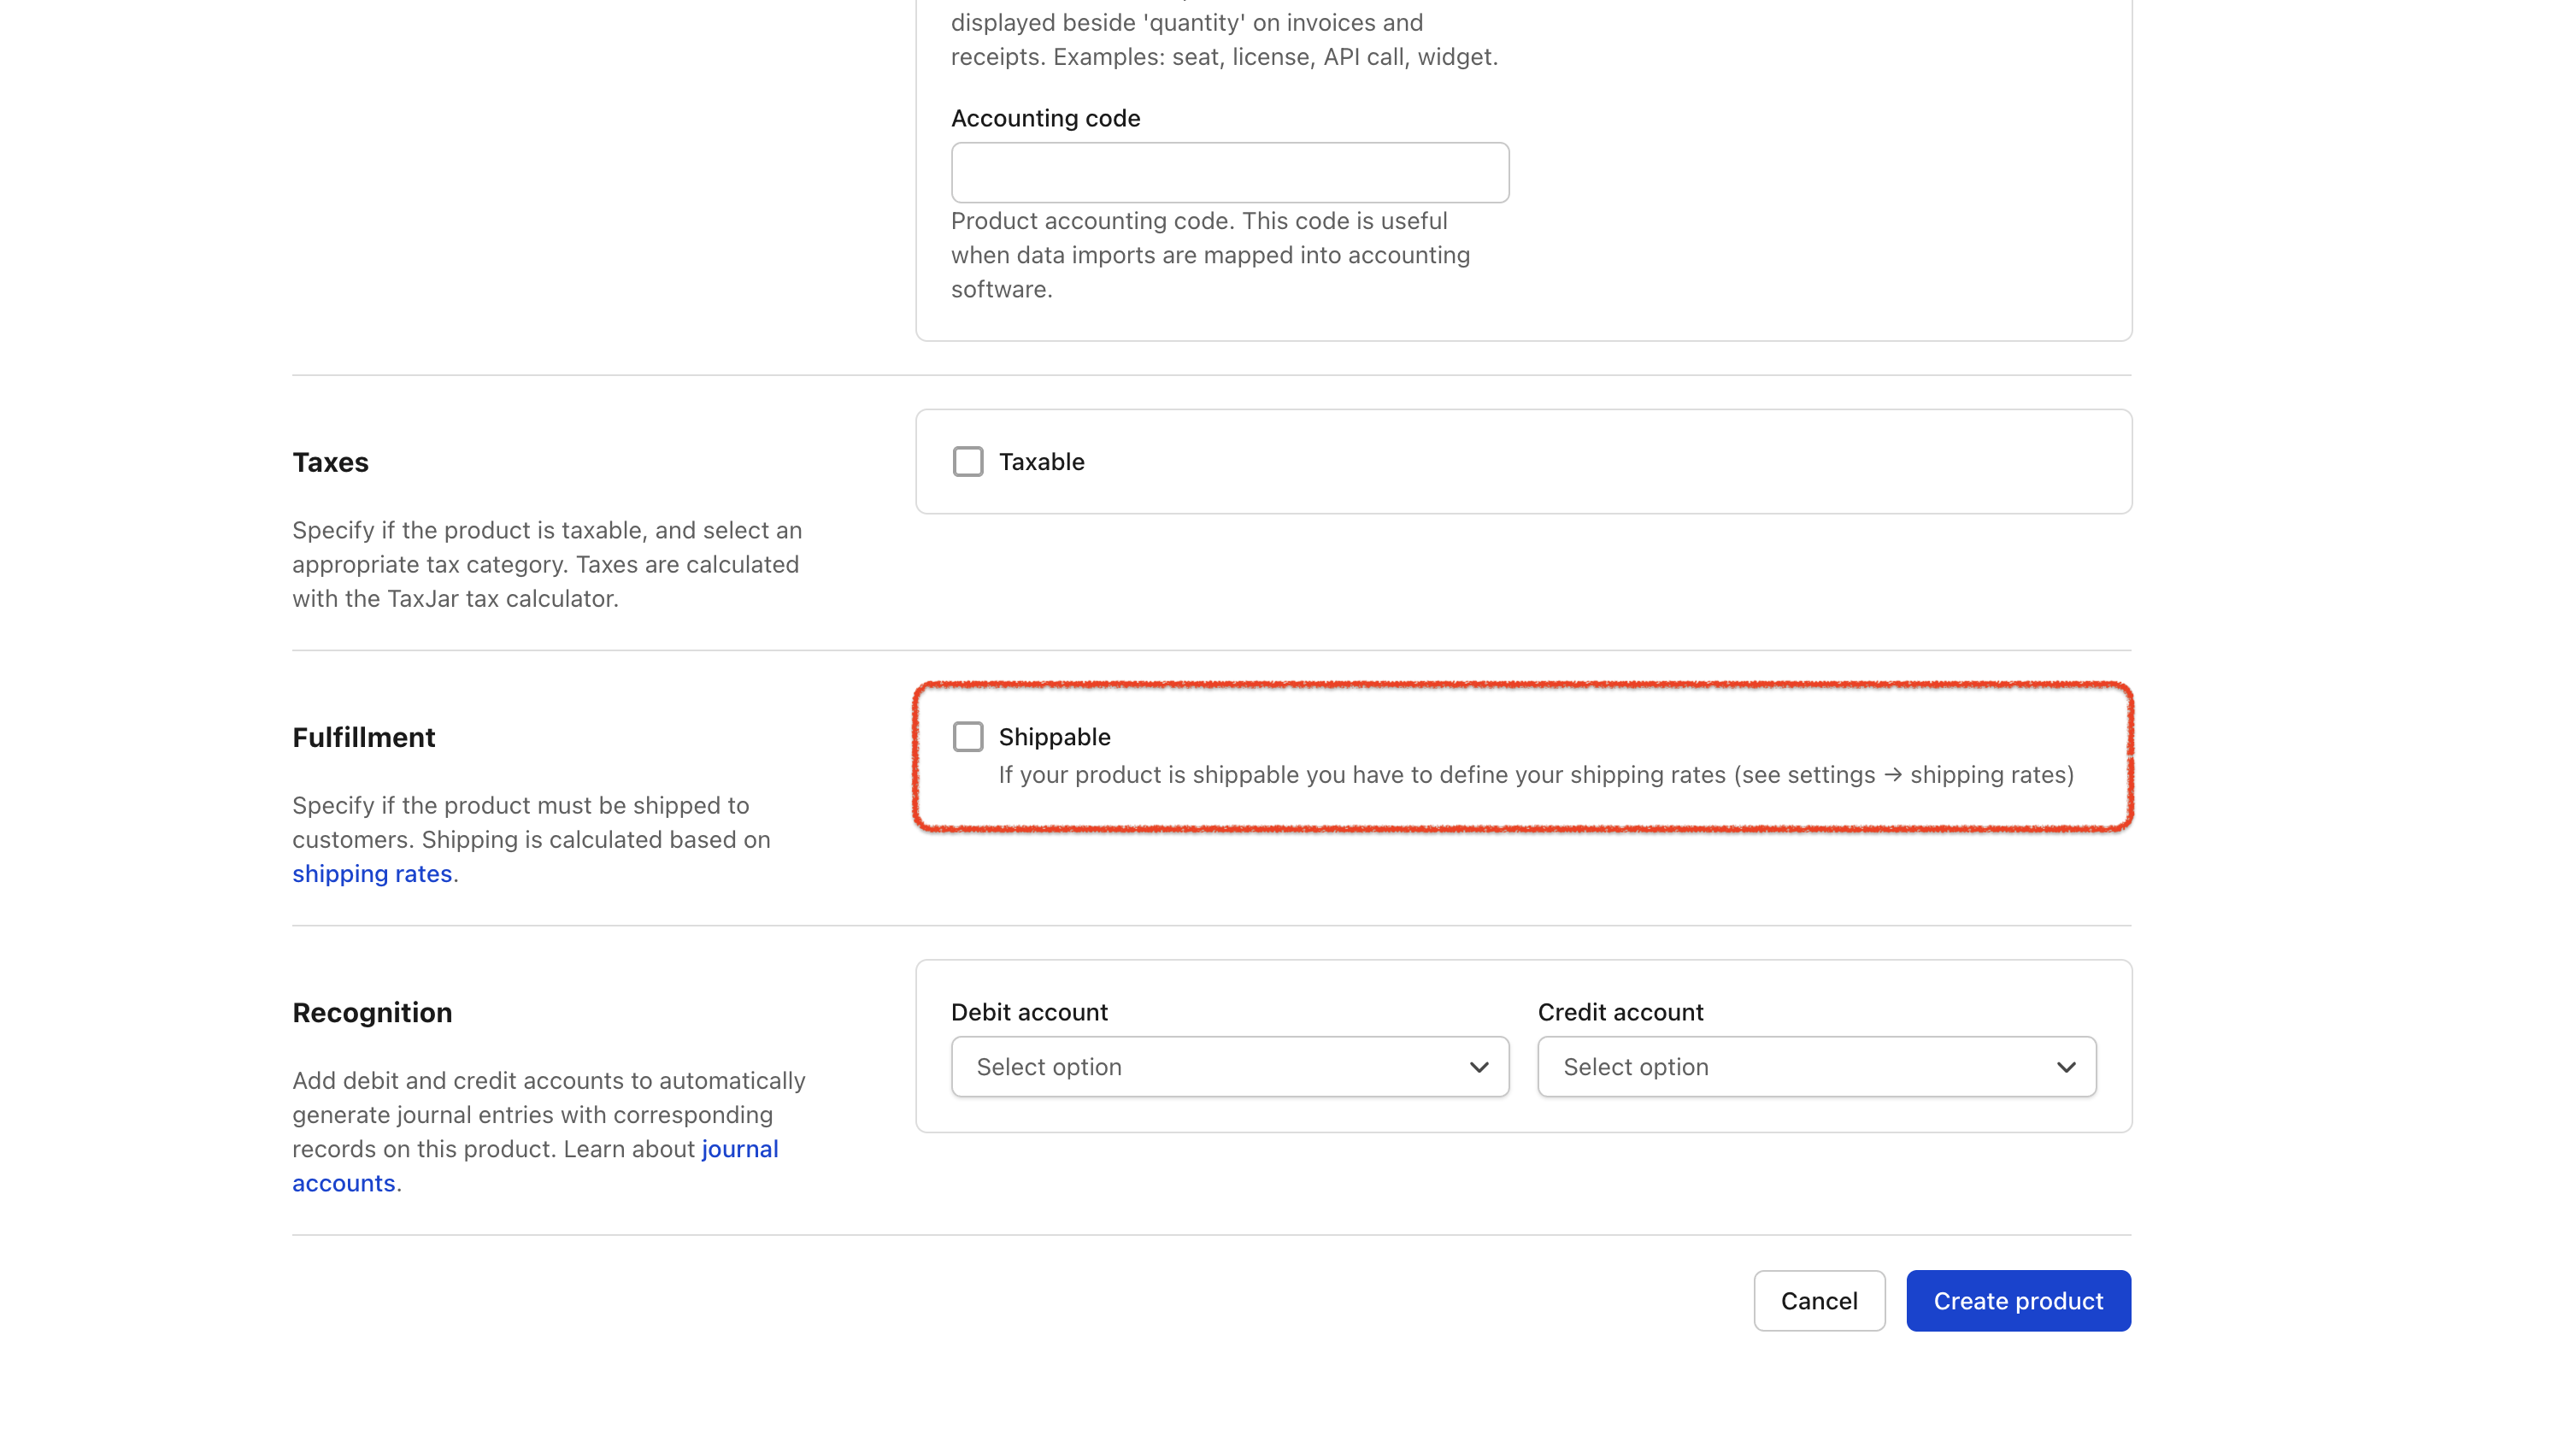 displayed beside 'quantity' on invoices and
receipts. Examples: seat, license, API call, widget.
Accounting code
Product accounting code. This code is useful
when data imports are mapped into accounting
software.
Taxes
Specify if the product is taxable, and select an
appropriate tax category. Taxes are calculated
with the TaxJar tax calculator.
Taxable
Fulfillment
Specify if the product must be shipped to
customers. Shipping is calculated based on
shipping rates.
Shippable
If your product is shippable you have to define your shipping rates (see settings → shipping rates)
Recognition
Add debit and credit accounts to automatically
generate journal entries with corresponding
records on this product. Learn about journal
accounts.
Debit account
Select option
Credit account
Select option
Cancel
Create product